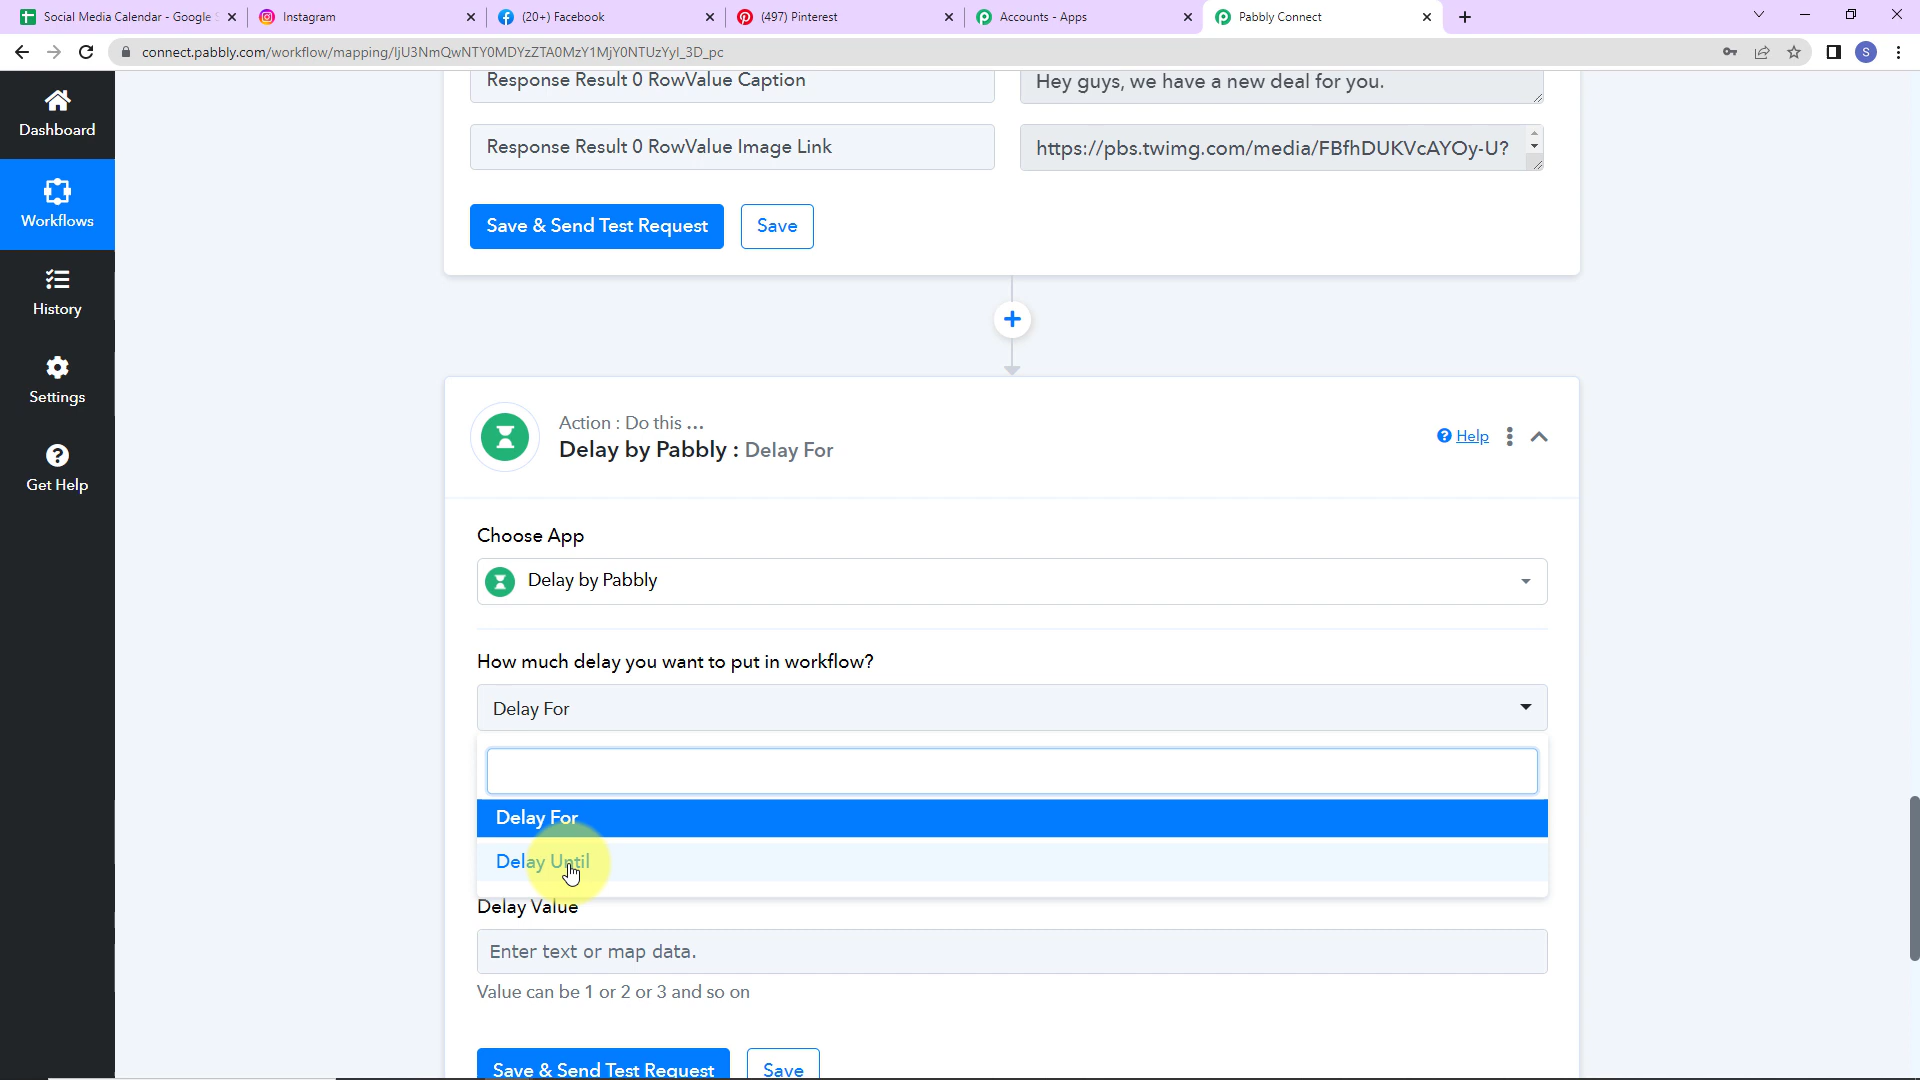 Social Media Calendar - Google S
Instagram
(20+) Facebook
(497) Pinterest
Accounts - Apps
Pabbly Connect
connect.pabbly.com/workflow/mapping/IjU3NmQwNTY0MDYzZTA0MzY1MjY0NTUzYyI_3D_pc
S
Dashboard
Workflows
History
Settings
Get Help
Response Result 0 RowValue Caption
Hey guys, we have a new deal for you.
Response Result 0 RowValue Image Link
https://pbs.twimg.com/media/FBfhDUKVcAYOy-U?
Save & Send Test Request
Save
Action : Do this ...
Delay by Pabbly : Delay For
Help
Choose App
Delay by Pabbly
How much delay you want to put in workflow?
Delay For
Delay For
Delay Until
Delay Value
Enter text or map data.
Value can be 1 or 2 or 3 and so on
Save & Send Test Request
Save